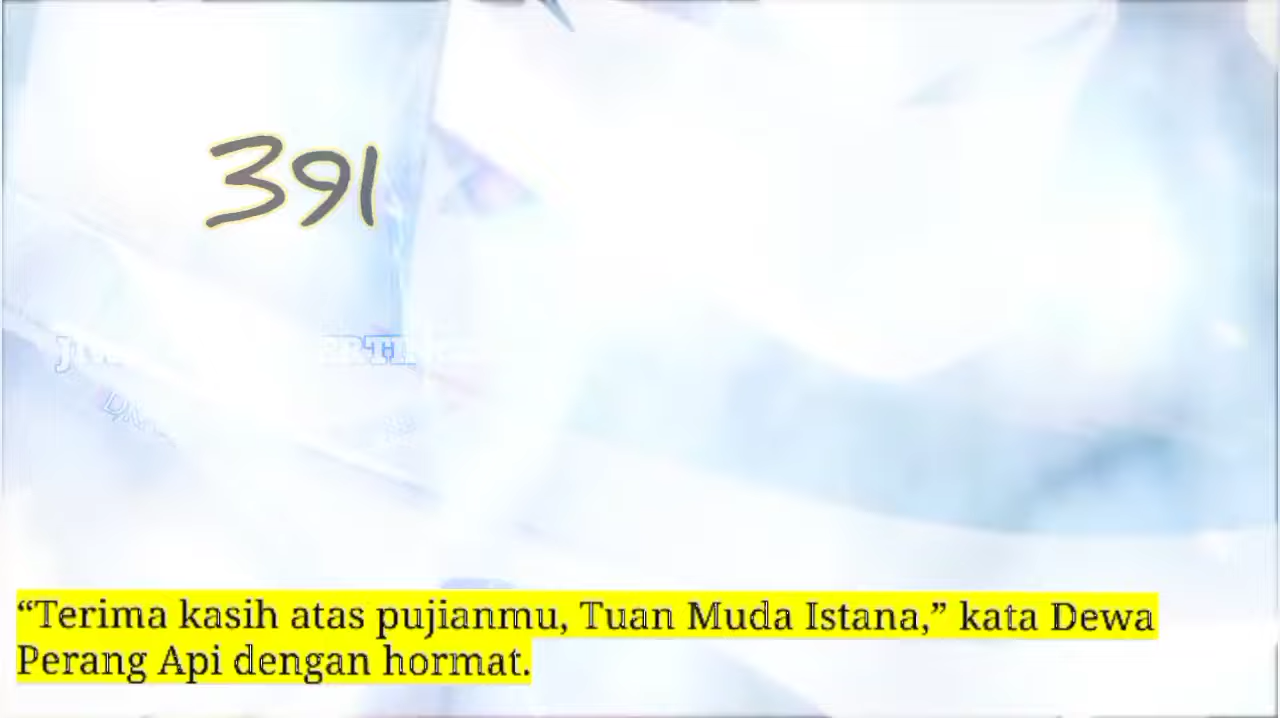 391
“Terima kasih atas pujianmu, Tuan Muda Istana,” kata Dewa
Perang Api dengan hormat.